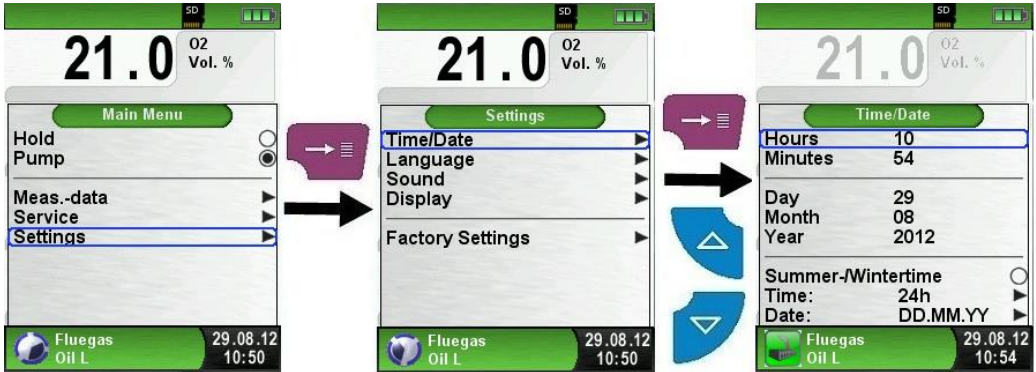 SD
21.0 O2
Vol. %
Main Menu
Hold
Pump
Meas.-data
Service
Settings
Fluegas 29.08.12
Oil L 10:50
SD
21.0 O2
Vol. %
Settings
Time/Date
Language
Sound
Display
Factory Settings
Fluegas 29.08.12
Oil L 10:50
SD
21.0 O2
Vol. %
Time/Date
Hours 10
Minutes 54
Day 29
Month 08
Year 2012
Summer-/Wintertime
Time: 24h
Date: DD.MM.YY
Fluegas 29.08.12
Oil L 10:54